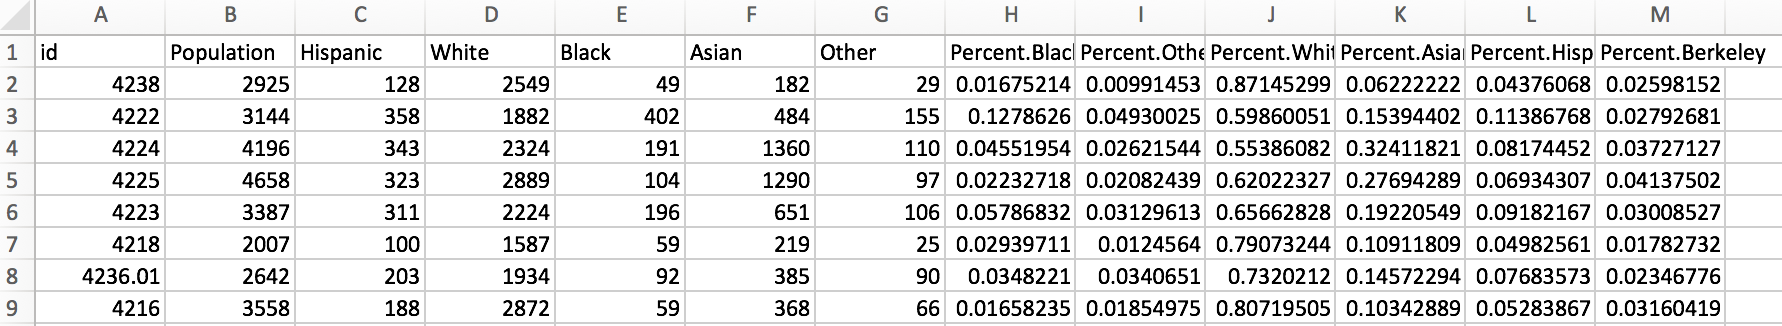 A B C D E F G H I J K L M
1 id Population Hispanic White Black Asian Other Percent.Blac Percent.Othe Percent.Whit Percent.Asia Percent.Hisp Percent.Berkeley
2 4238 2925 128 2549 49 182 29 0.01675214 0.00991453 0.87145299 0.06222222 0.04376068 0.02598152
3 4222 3144 358 1882 402 484 155 0.1278626 0.04930025 0.59860051 0.15394402 0.11386768 0.02792681
4 4224 4196 343 2324 191 1360 110 0.04551954 0.02621544 0.55386082 0.32411821 0.08174452 0.03727127
5 4225 4658 323 2889 104 1290 97 0.02232718 0.02082439 0.62022327 0.27694289 0.06934307 0.04137502
6 4223 3387 311 2224 196 651 106 0.05786832 0.03129613 0.65662828 0.19220549 0.09182167 0.03008527
7 4218 2007 100 1587 59 219 25 0.02939711 0.0124564 0.79073244 0.10911809 0.04982561 0.01782732
8 4236.01 2642 203 1934 92 385 90 0.0348221 0.0340651 0.7320212 0.14572294 0.07683573 0.02346776
9 4216 3558 188 2872 59 368 66 0.01658235 0.01854975 0.80719505 0.10342889 0.05283867 0.03160419